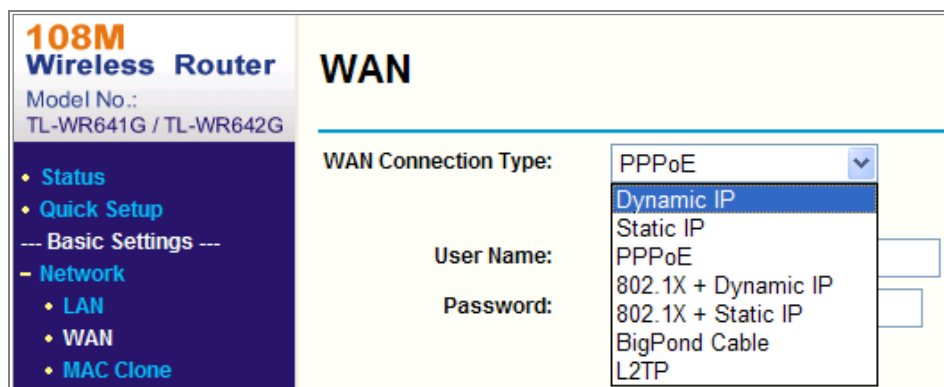 108M
Wireless Router
Model No.:
TL-WR641G / TL-WR642G
Status
Quick Setup
--- Basic Settings ---
Network
LAN
WAN
MAC Clone
WAN
WAN Connection Type:
PPPoE
Dynamic IP
Static IP
PPPoE
802.1X + Dynamic IP
802.1X + Static IP
BigPond Cable
L2TP
User Name:
Password: